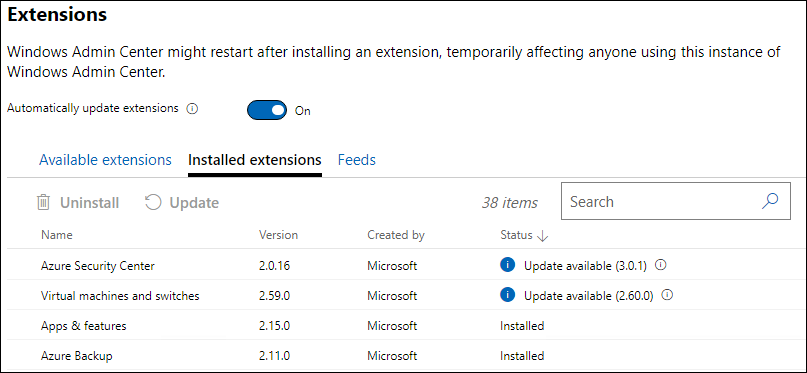 Extensions
Windows Admin Center might restart after installing an extension, temporarily affecting anyone using this instance of
Windows Admin Center.
Automatically update extensions On
Available extensions Installed extensions Feeds
Uninstall Update 38 items Search
Name Version Created by Status
Azure Security Center 2.0.16 Microsoft Update available (3.0.1)
Virtual machines and switches 2.59.0 Microsoft Update available (2.60.0)
Apps & features 2.15.0 Microsoft Installed
Azure Backup 2.11.0 Microsoft Installed